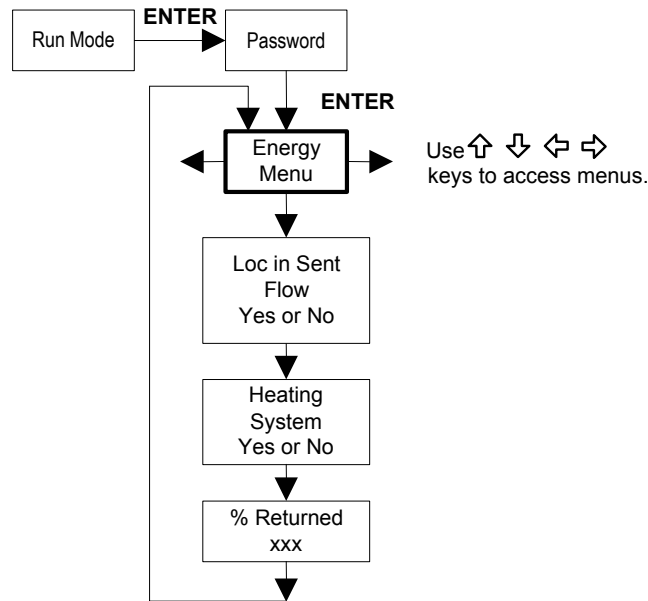 ENTER
Run Mode
Password
ENTER
Energy
Menu
Use ⇧ ⇩ ⇦ ⇨
keys to access menus.
Loc in Sent
Flow
Yes or No
Heating
System
Yes or No
% Returned
xxx